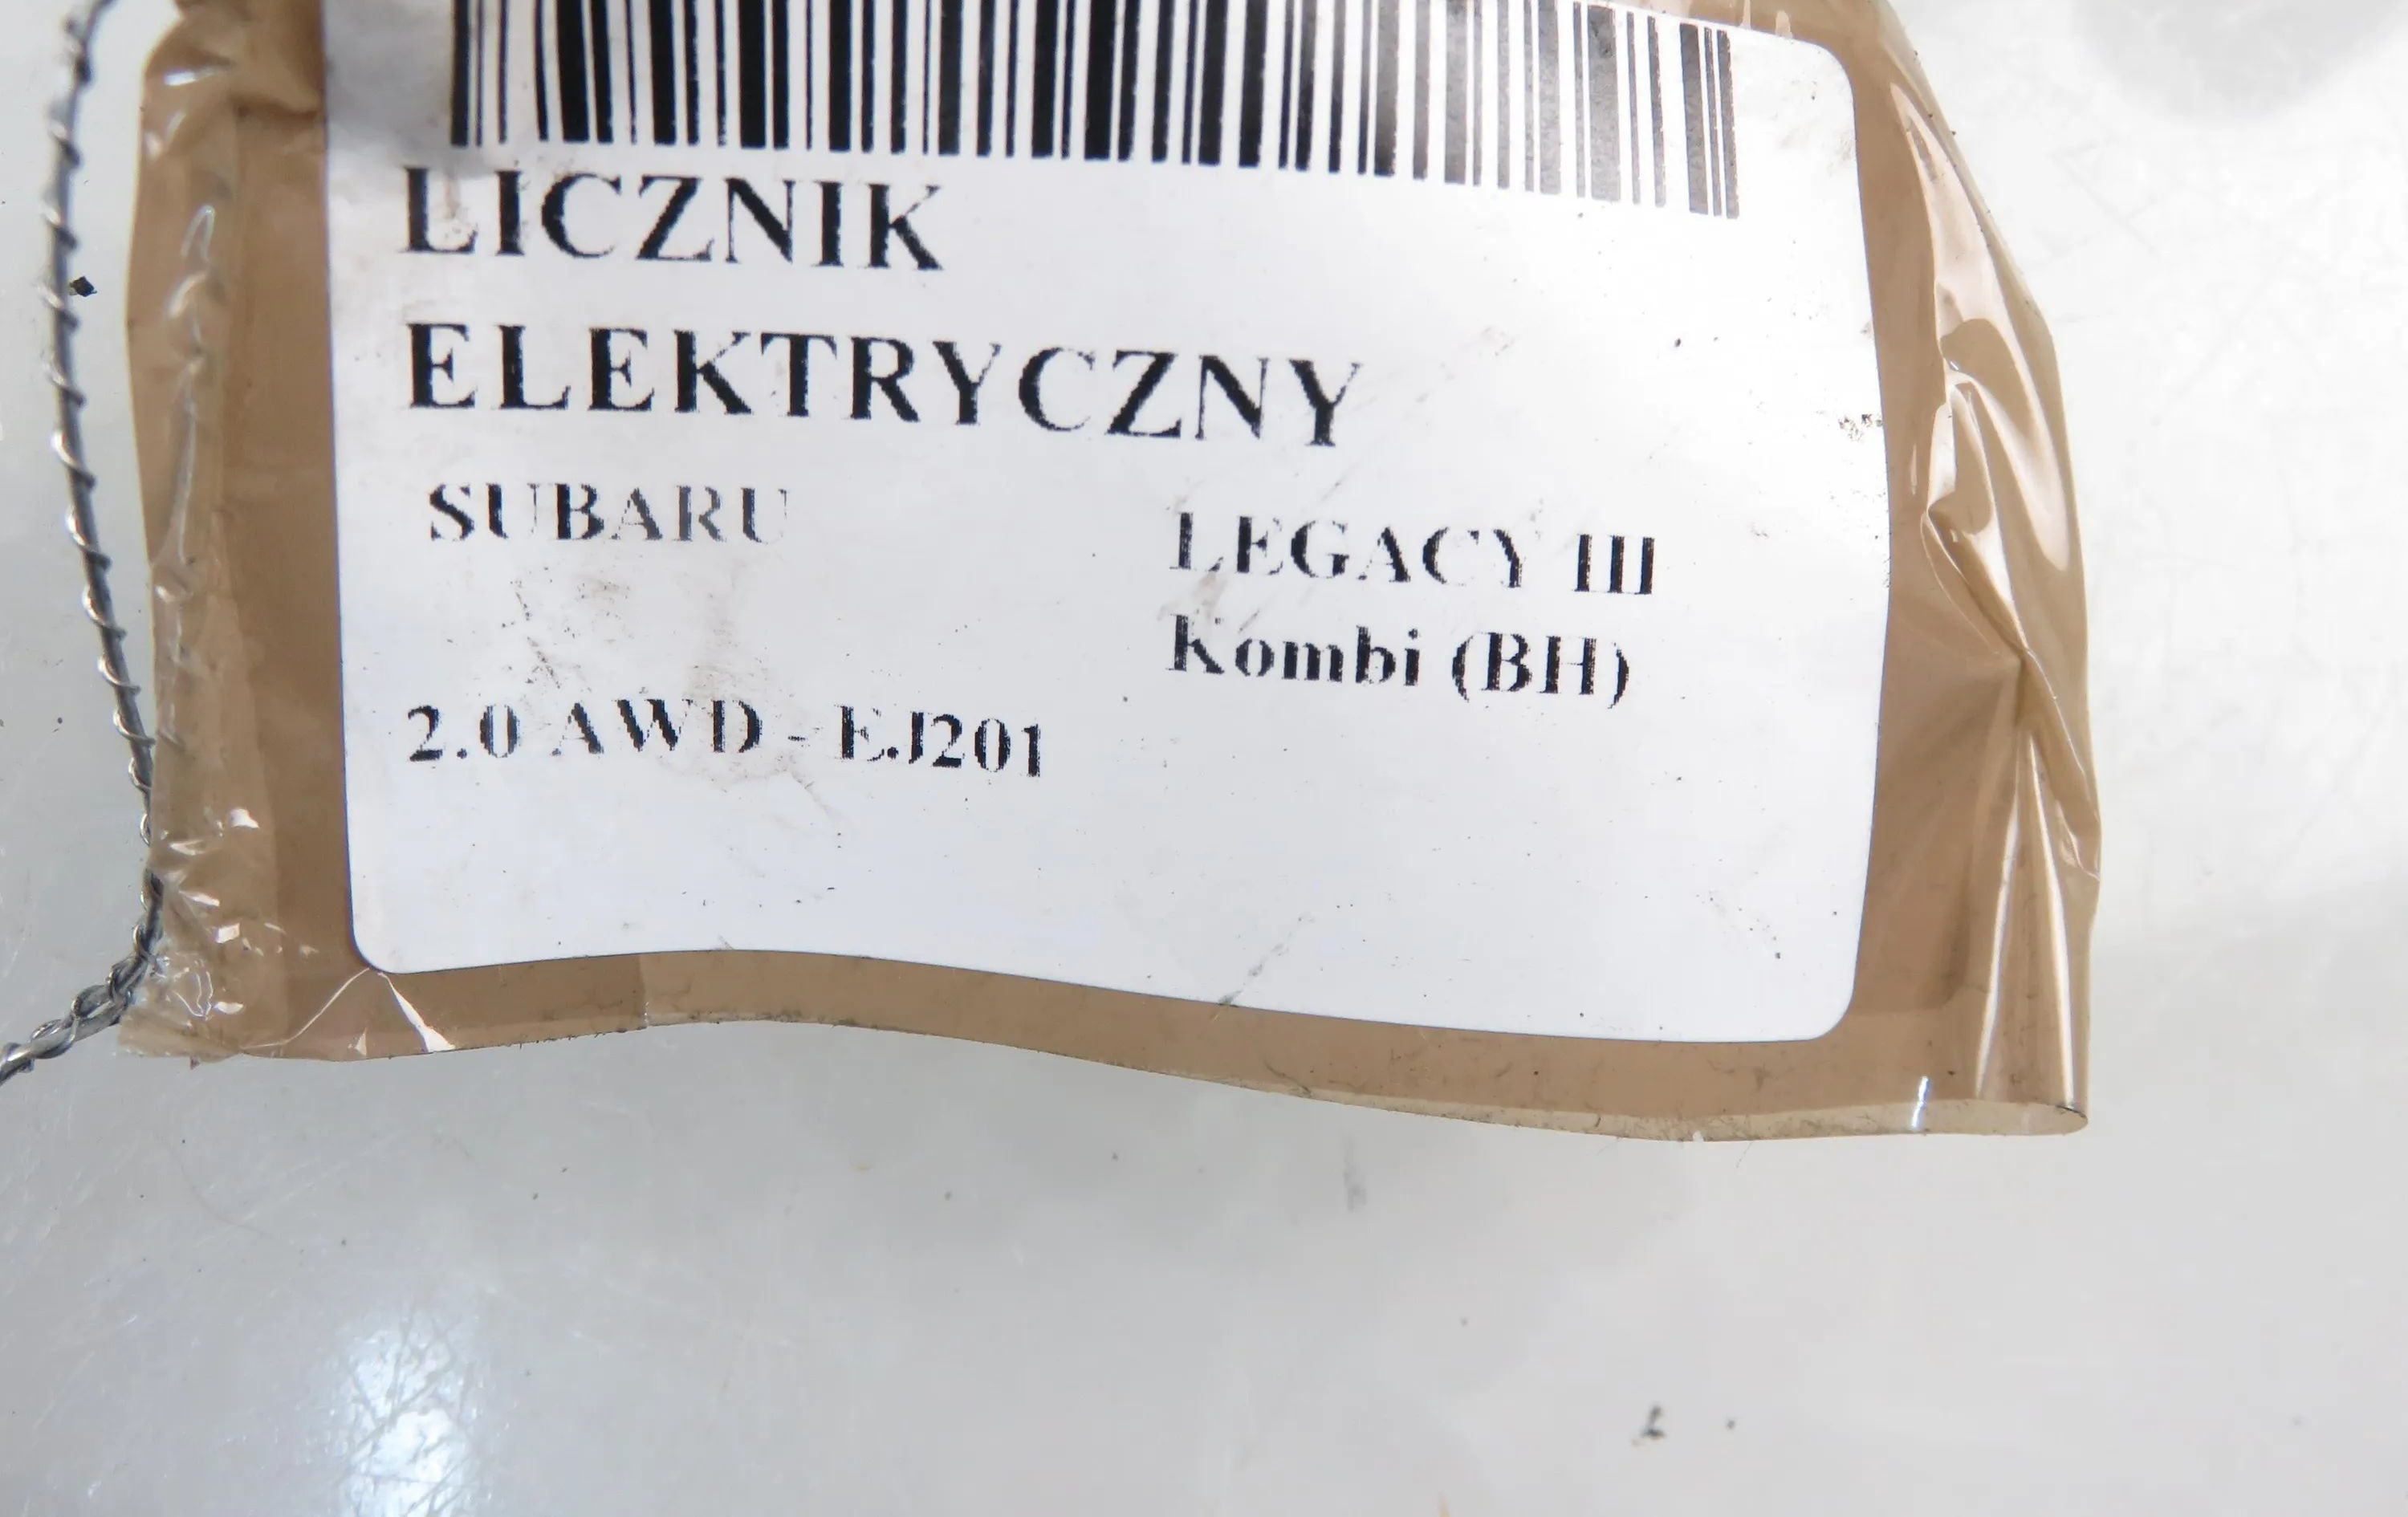 LICZNIK
ELEKTRYCZNY
SUBARU
LEGACY III
Kombi (BH)
2.0 AWD - EJ201